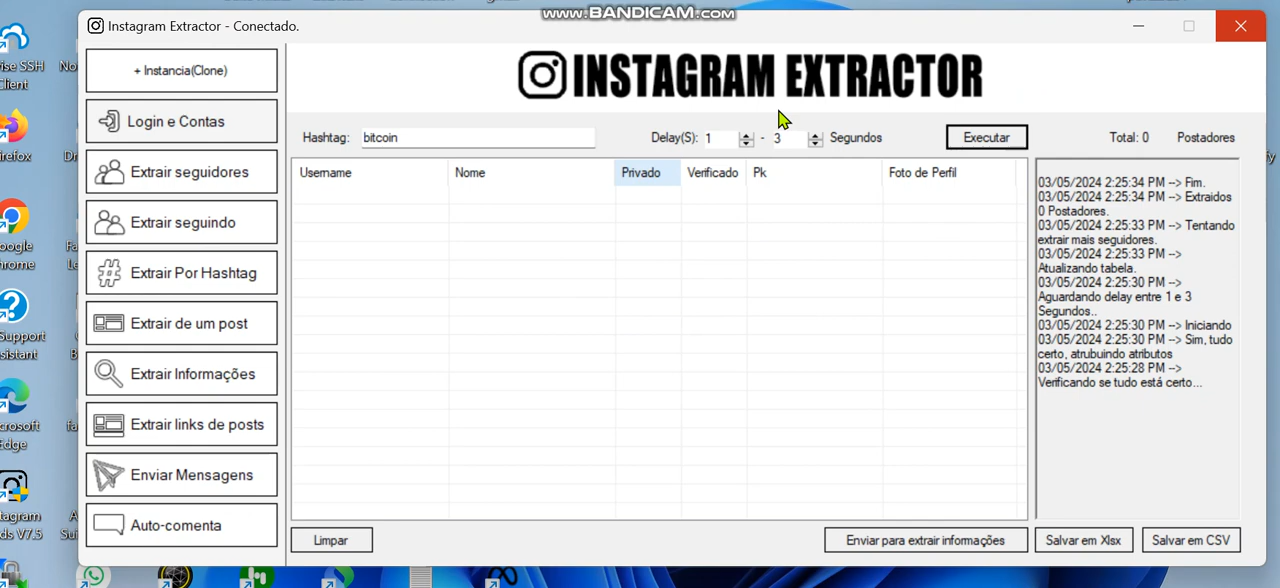 www.BANDICAM.com
Instagram Extractor - Conectado.
+ Instancia(Clone)
Login e Contas
Extrair seguidores
Extrair seguindo
Extrair Por Hashtag
Extrair de um post
Extrair Informações
Extrair links de posts
Enviar Mensagens
Auto-comenta
INSTAGRAM EXTRACTOR
Hashtag: bitcoin Delay(S): 1 - 3 Segundos Executar Total: 0 Postadores
Username Nome Privado Verificado Pk Foto de Perfil
03/05/2024 2:25:34 PM --> Fim.
03/05/2024 2:25:34 PM --> Extraidos
0 Postadores.
03/05/2024 2:25:33 PM --> Tentando
extrair mais seguidores.
03/05/2024 2:25:33 PM -->
Atualizando tabela.
03/05/2024 2:25:30 PM -->
Aguardando delay entre 1 e 3
Segundos..
03/05/2024 2:25:30 PM --> Iniciando
03/05/2024 2:25:30 PM --> Sim, tudo
certo, atrubuindo atributos
03/05/2024 2:25:28 PM -->
Verificando se tudo está certo...
Limpar Enviar para extrair informações Salvar em Xlsx Salvar em CSV
ise SSH
Client
irefox
oogle
hrome
Support
sistant
crosoft
Edge
tagram
ds V7.5